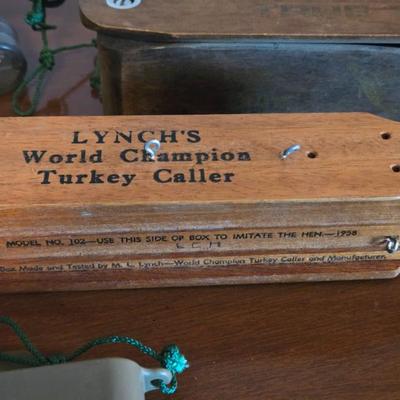 LYNCH'S
World Champion
Turkey Caller
MODEL NO. 102—USE THIS SIDE OF BOX TO IMITATE THE HEN.—1958
Box Made and Tested by M. L. Lynch—World Champion Turkey Caller and Manufacturer.